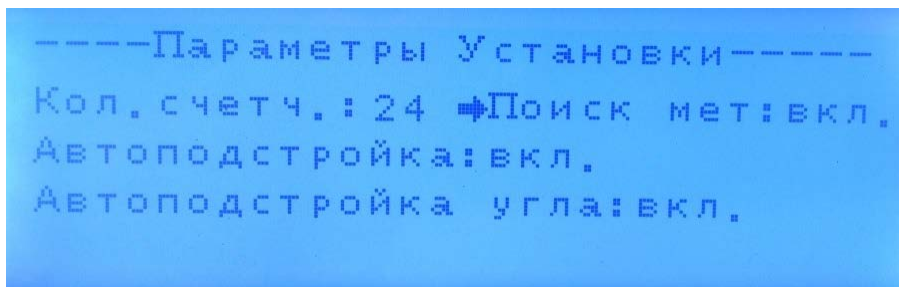 ----Параметры Установки-----
Кол.счетч.:24 ➡Поиск мет:вкл.
Автоподстройка:вкл.
Автоподстройка угла:вкл.